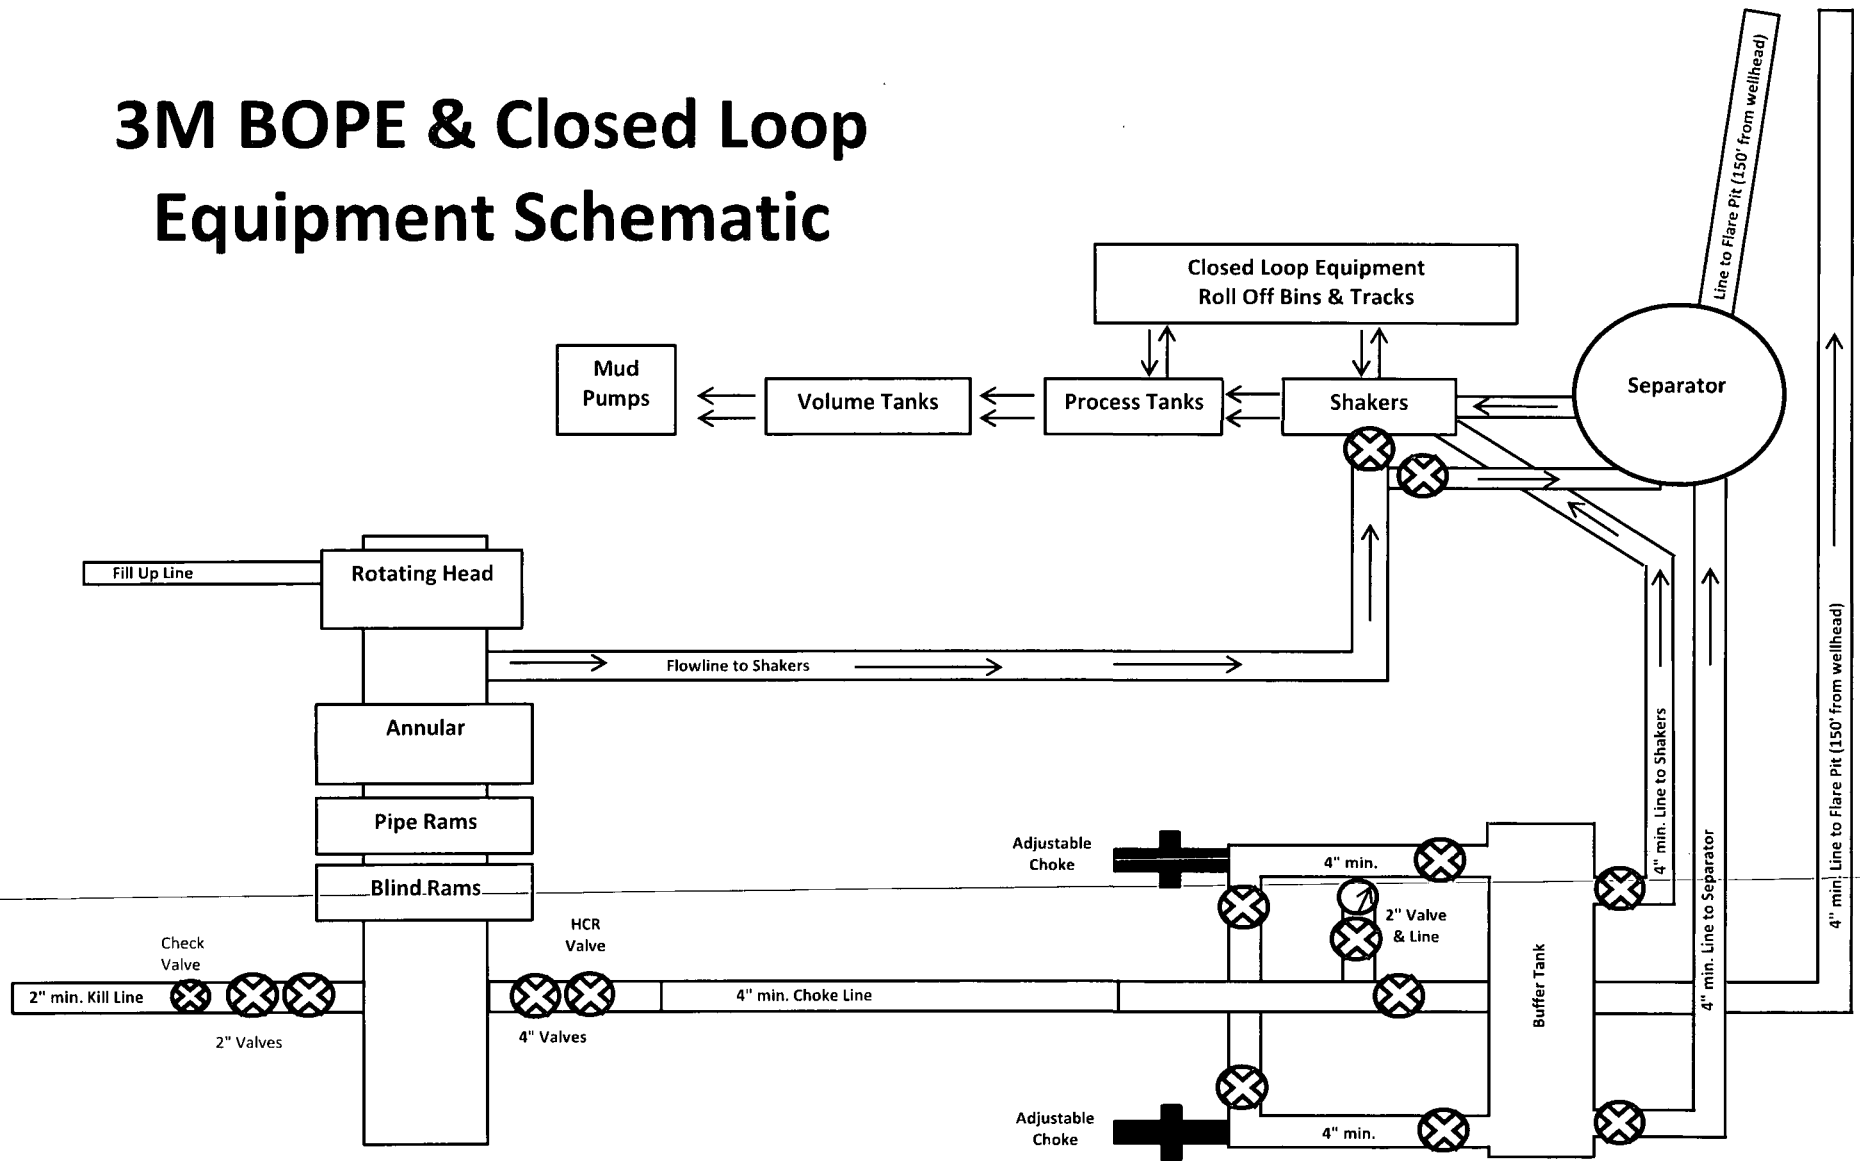 3M BOPE & Closed Loop
Equipment Schematic
Line to Flare Pit (150' from wellhead)
Closed Loop Equipment
Roll Off Bins & Tracks
Mud
Pumps
Volume Tanks
Process Tanks
Shakers
Separator
Fill Up Line
Rotating Head
Flowline to Shakers
Annular
Pipe Rams
Blind Rams
Adjustable
Choke
4" min.
2" Valve
& Line
4" min. Line to Shakers
4" min. Line to Separator
4" min. Line to Flare Pit (150' from wellhead)
Check
Valve
HCR
Valve
2" min. Kill Line
4" min. Choke Line
Buffer Tank
2" Valves
4" Valves
Adjustable
Choke
4" min.